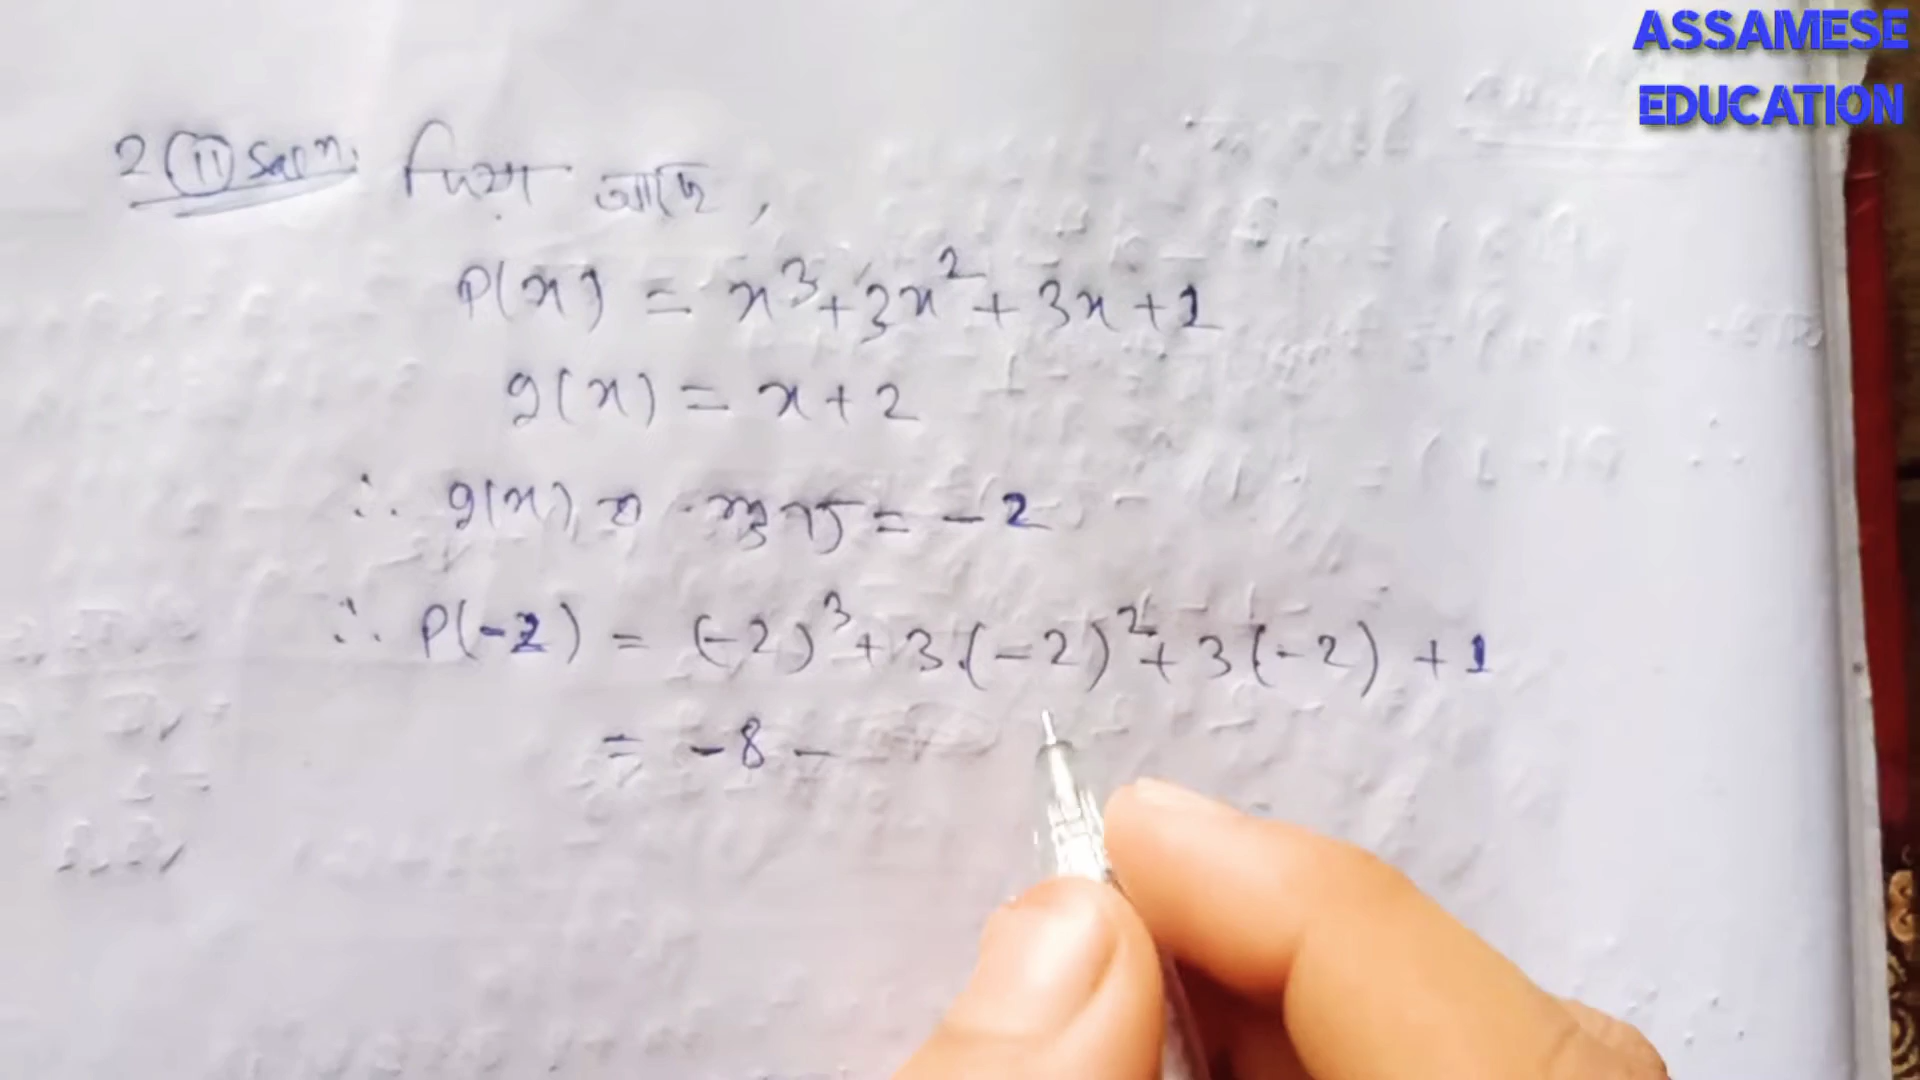 ASSAMESE
EDUCATION
2 (ii) Soln. দিয়া আছে,
P(x) = x³ + 3x² + 3x + 1
g(x) = x + 2
∴ g(x) ৰ শূন্য = -2
∴ P(-2) = (-2)³ + 3.(-2)² + 3(-2) + 1
= -8 -